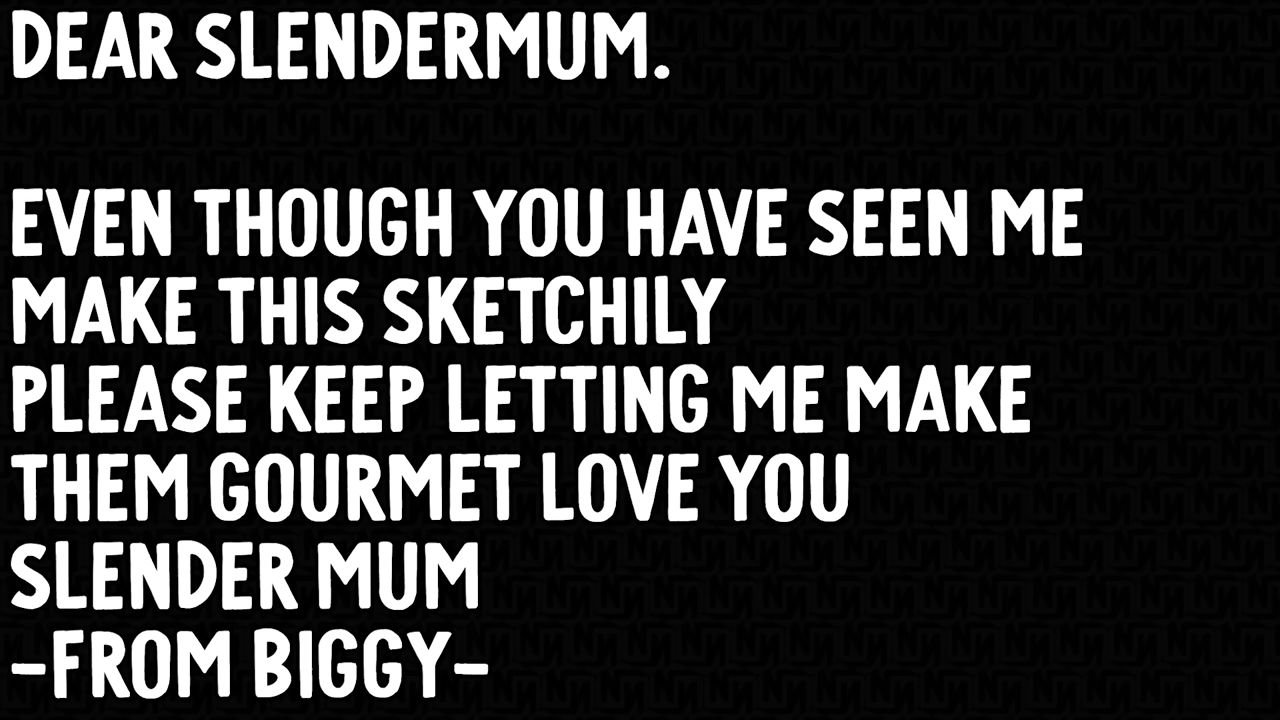 DEAR SLENDERMUM.
EVEN THOUGH YOU HAVE SEEN ME
MAKE THIS SKETCHILY
PLEASE KEEP LETTING ME MAKE
THEM GOURMET LOVE YOU
SLENDER MUM
-FROM BIGGY-